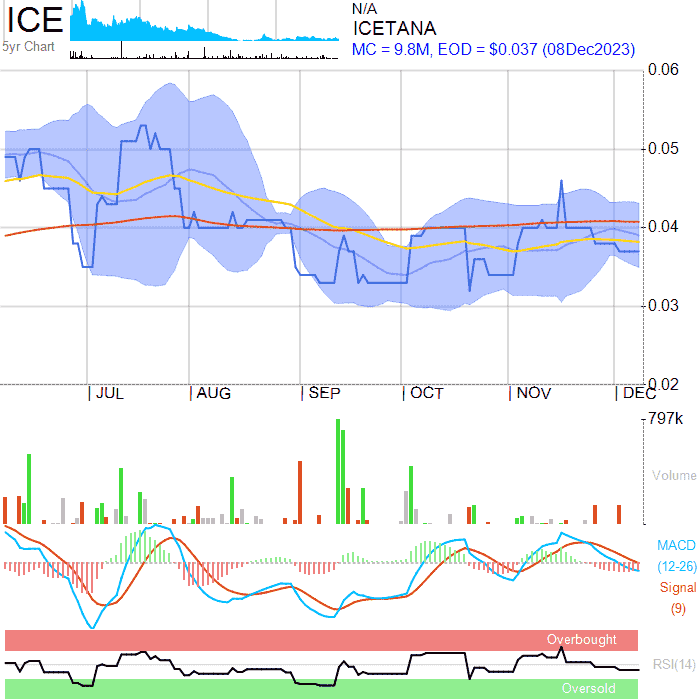 ICE
5yr Chart
N/A
ICETANA
MC = 9.8M, EOD = $0.037 (08Dec2023)
0.06
0.05
0.04
0.03
0.02
JUL AUG SEP OCT NOV DEC
797k
Volume
MACD
(12-26)
Signal
(9)
Overbought
RSI(14)
Oversold